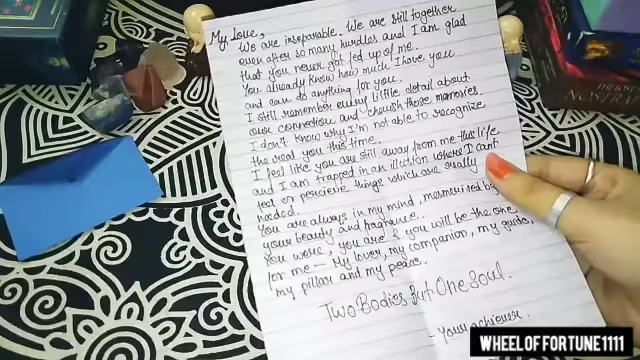 My Love,
We are inseparable. We are still together
even after so many hurdles and I am glad
that you never got fed up of me.
You already know how much I love you
and can do anything for you.
I still remember every little detail about
our connection and cherish those memories.
I don't know why I'm not able to recognize
the real you this time.
I feel like you are still away from me this life
and I am trapped in an illusion where I cant
feel or percieve things which are really
needed.
You are always in my mind, mesmerised by
your beauty and fragrance.
You were, you are & you will be the one
for me – My lover, my companion, my guide,
my pillar and my peace.
Two Bodies But One Soul.
- Your achiever.
NOSTRA
WHEEL OF FORTUNE1111